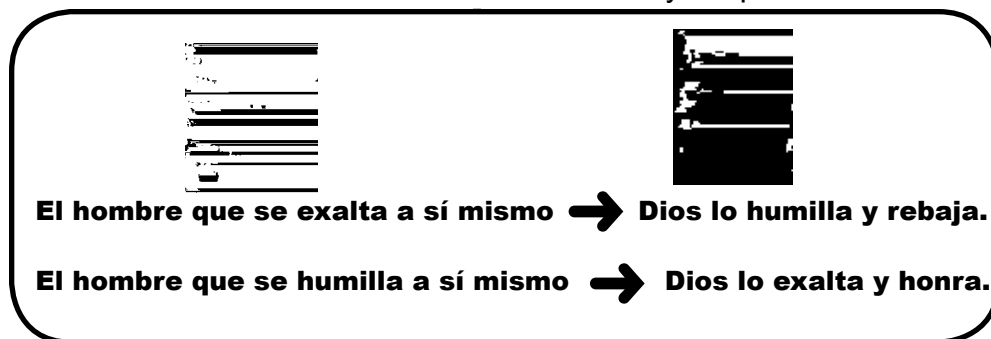 El hombre que se exalta a sí mismo ➔ Dios lo humilla y rebaja.
El hombre que se humilla a sí mismo ➔ Dios lo exalta y honra.